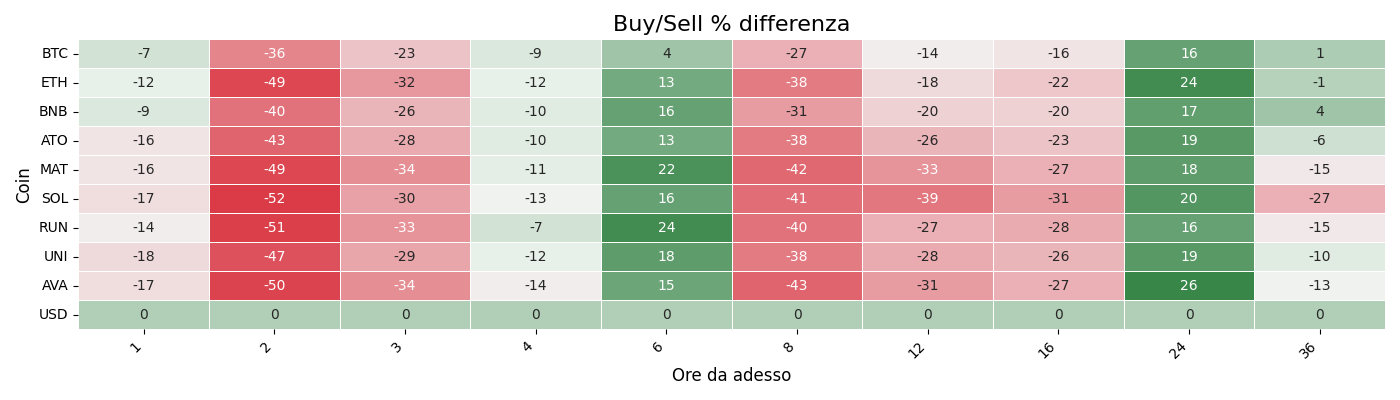 Buy/Sell % differenza
Coin
BTC -7 -36 -23 -9 4 -27 -14 -16 16 1
ETH -12 -49 -32 -12 13 -38 -18 -22 24 -1
BNB -9 -40 -26 -10 16 -31 -20 -20 17 4
ATO -16 -43 -28 -10 13 -38 -26 -23 19 -6
MAT -16 -49 -34 -11 22 -42 -33 -27 18 -15
SOL -17 -52 -30 -13 16 -41 -39 -31 20 -27
RUN -14 -51 -33 -7 24 -40 -27 -28 16 -15
UNI -18 -47 -29 -12 18 -38 -28 -26 19 -10
AVA -17 -50 -34 -14 15 -43 -31 -27 26 -13
USD 0 0 0 0 0 0 0 0 0 0
1 2 3 4 6 8 12 16 24 36
Ore da adesso